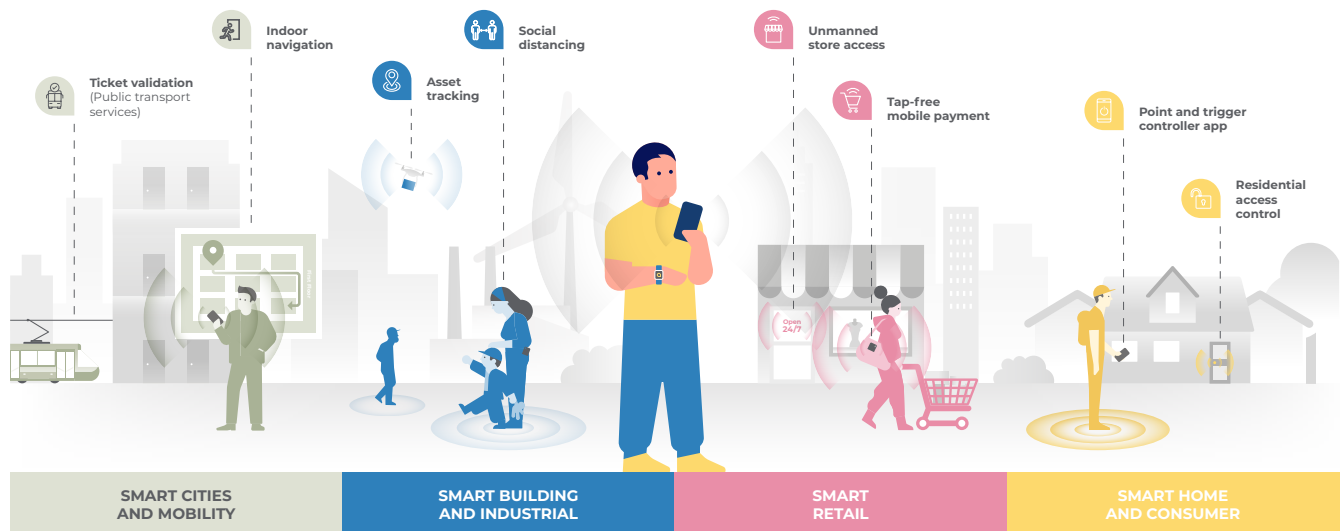 Indoor
navigation
Social
distancing
Unmanned
store access
Ticket validation
(Public transport
services)
Asset
tracking
Tap-free
mobile payment
Point and trigger
controller app
Residential
access
control
Open
24/7
SMART CITIES
AND MOBILITY
SMART BUILDING
AND INDUSTRIAL
SMART
RETAIL
SMART HOME
AND CONSUMER